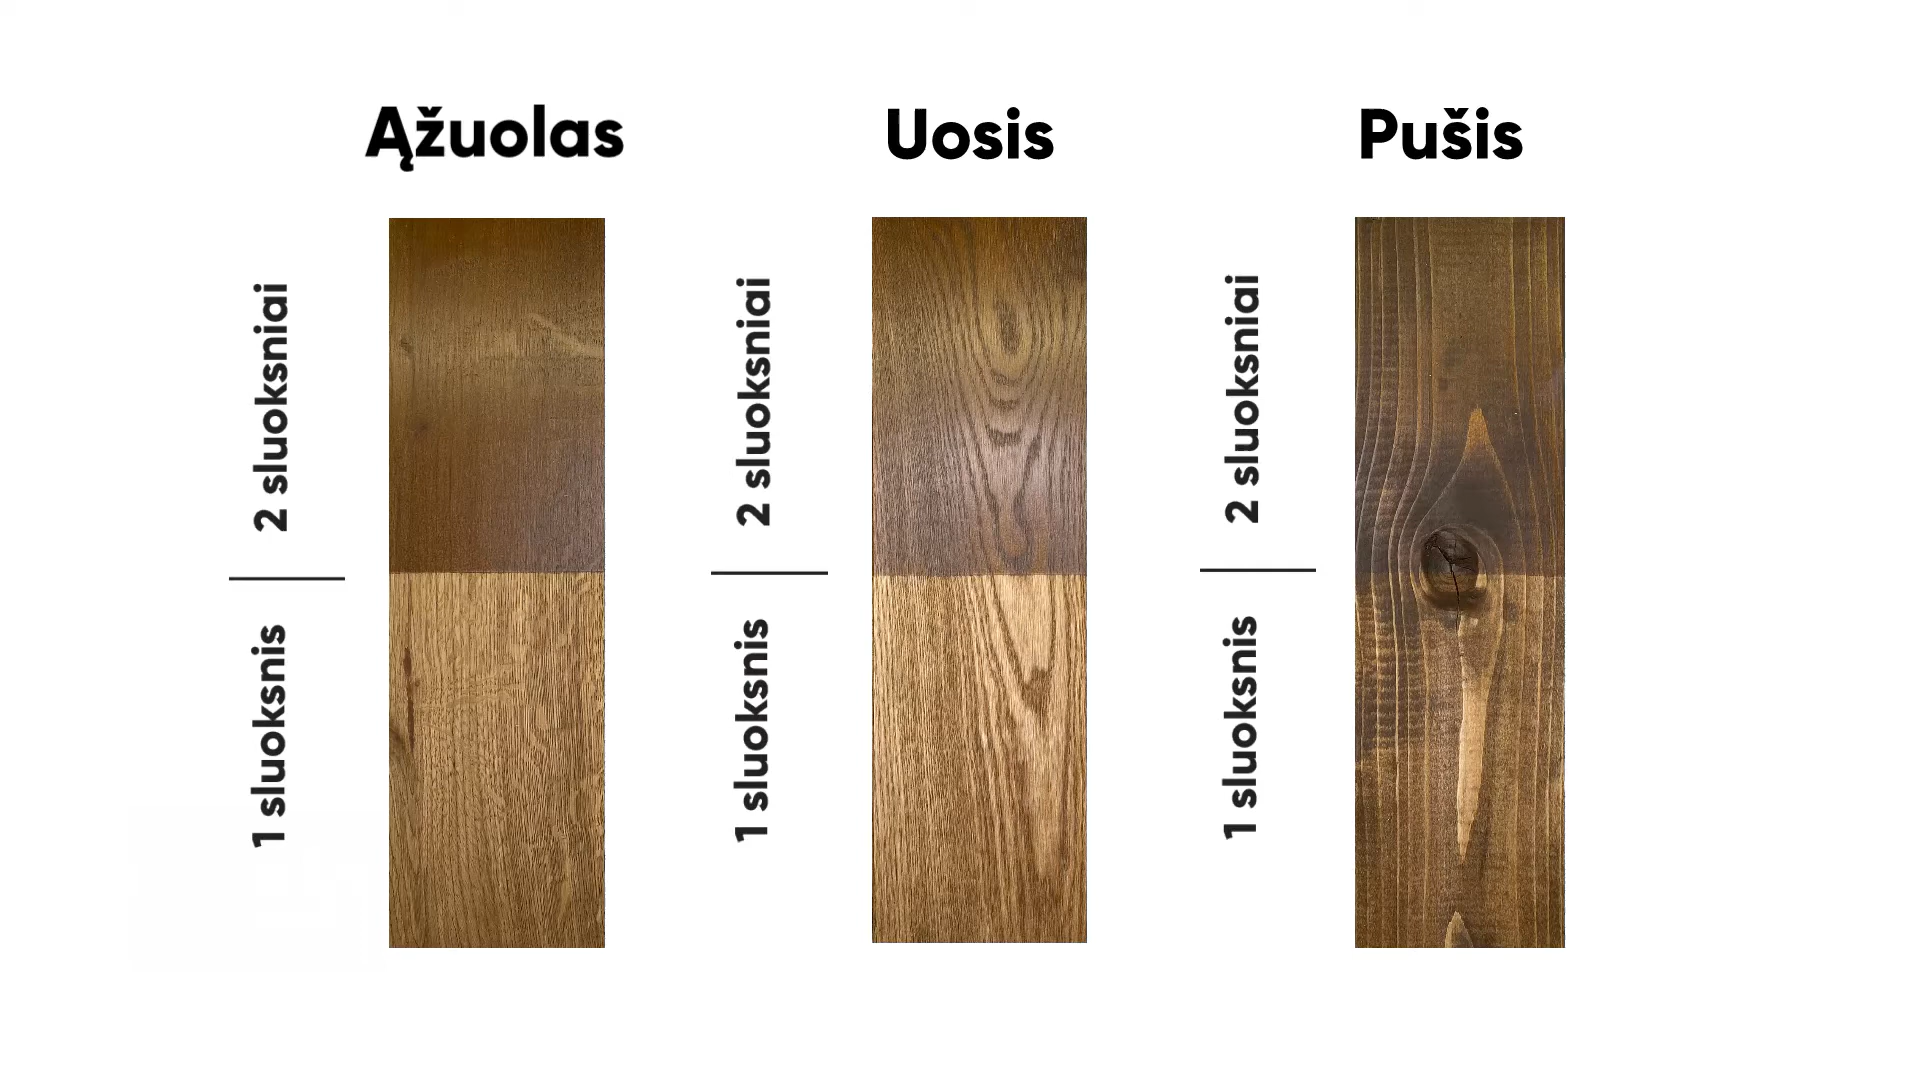 Ąžuolas
Uosis
Pušis
2 sluoksniai
1 sluoksnis
2 sluoksniai
1 sluoksnis
2 sluoksniai
1 sluoksnis